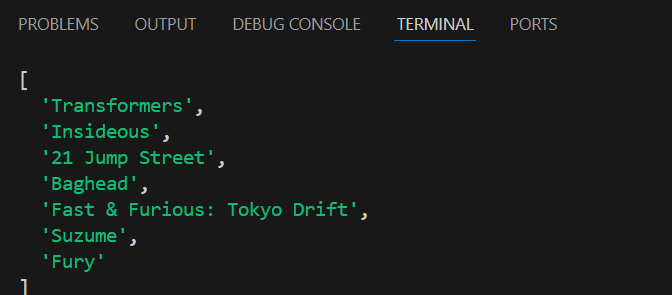 PROBLEMS OUTPUT DEBUG CONSOLE TERMINAL PORTS
[
'Transformers',
'Insideous',
'21 Jump Street',
'Baghead',
'Fast & Furious: Tokyo Drift',
'Suzume',
'Fury'
]